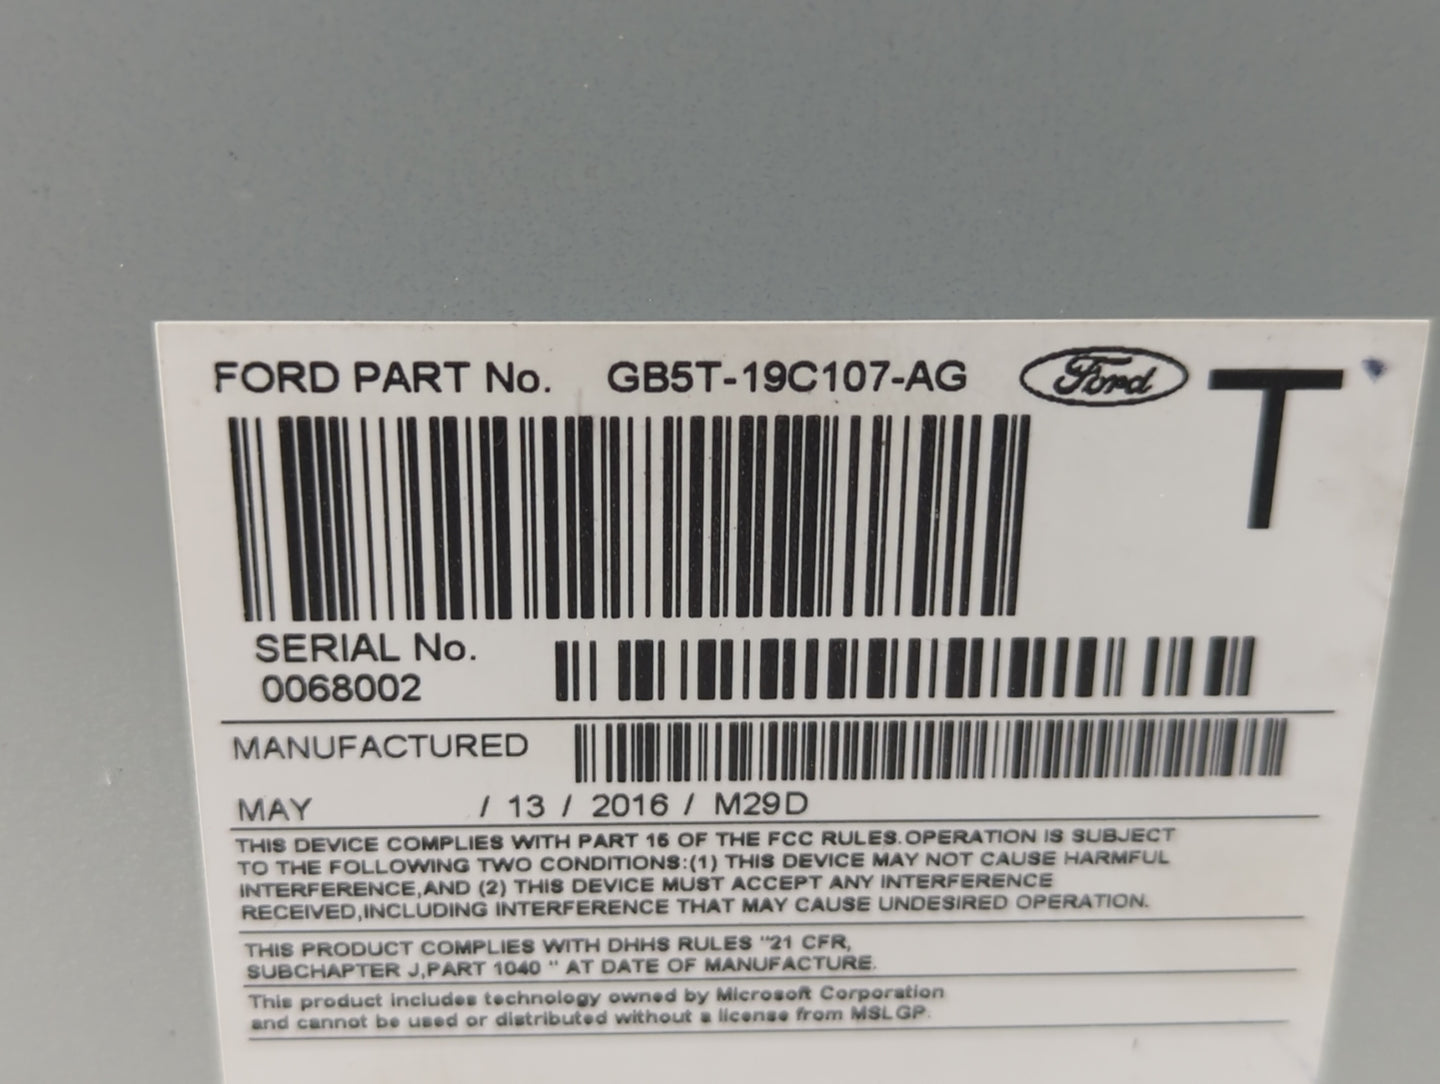 FORD PART No. GB5T-19C107-AG Ford T
SERIAL No.
0068002
MANUFACTURED
MAY / 13 / 2016 / M29D
THIS DEVICE COMPLIES WITH PART 15 OF THE FCC RULES.OPERATION IS SUBJECT
TO THE FOLLOWING TWO CONDITIONS:(1) THIS DEVICE MAY NOT CAUSE HARMFUL
INTERFERENCE,AND (2) THIS DEVICE MUST ACCEPT ANY INTERFERENCE
RECEIVED,INCLUDING INTERFERENCE THAT MAY CAUSE UNDESIRED OPERATION.
THIS PRODUCT COMPLIES WITH DHHS RULES "21 CFR,
SUBCHAPTER J,PART 1040 " AT DATE OF MANUFACTURE.
This product includes technology owned by Microsoft Corporation
and cannot be used or distributed without a license from MSLGP.